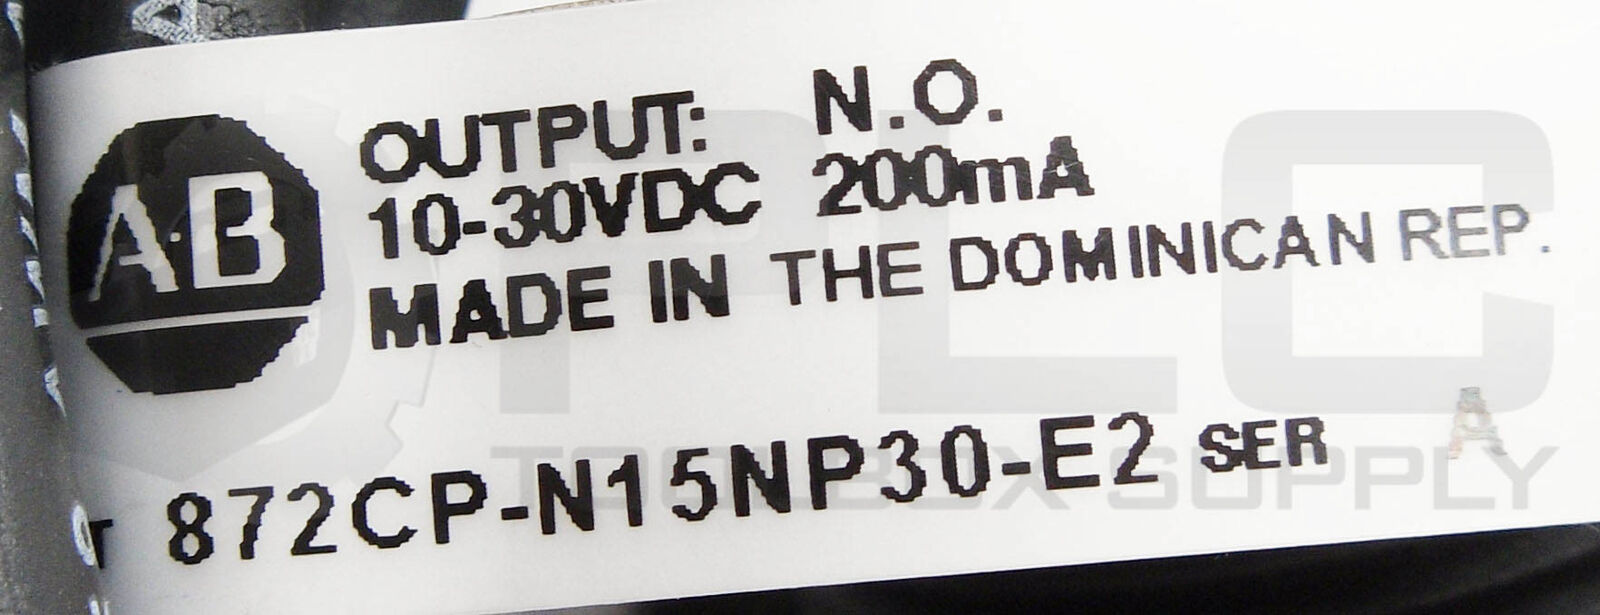 A-B
OUTPUT: N.O.
10-30VDC 200mA
MADE IN THE DOMINICAN REP.
872CP-N15NP30-E2 SER A
PLC
TOOLBOX SUPPLY